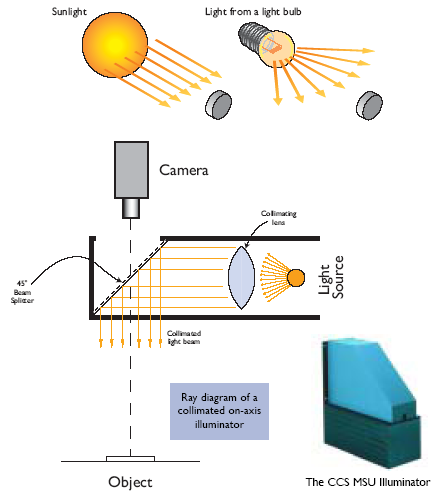 Sunlight
Light from a light bulb
Camera
Collimating
lens
45°
Beam
Splitter
Light
Source
Collimated
light beam
Ray diagram of a
collimated on-axis
illuminator
Object
The CCS MSU Illuminator